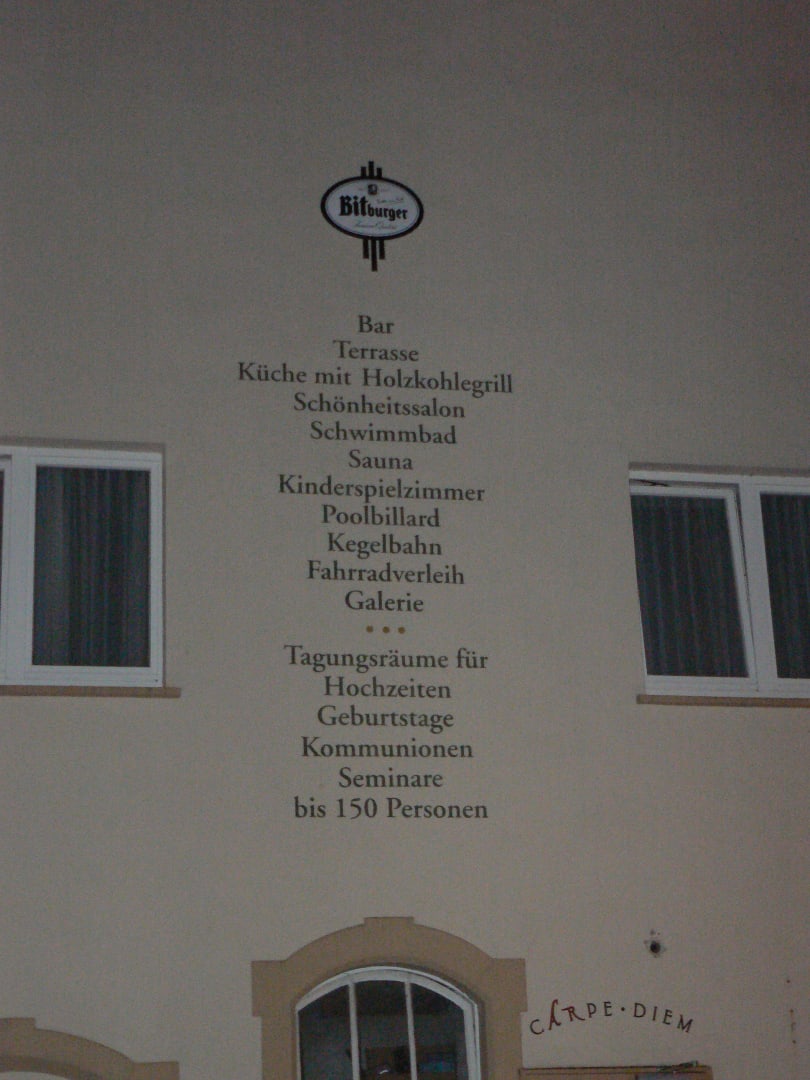 Bitburger
Bar
Terrasse
Küche mit Holzkohlegrill
Schönheitssalon
Schwimmbad
Sauna
Kinderspielzimmer
Poolbillard
Kegelbahn
Fahrradverleih
Galerie
• • •
Tagungsräume für
Hochzeiten
Geburtstage
Kommunionen
Seminare
bis 150 Personen
CARPE · DIEM